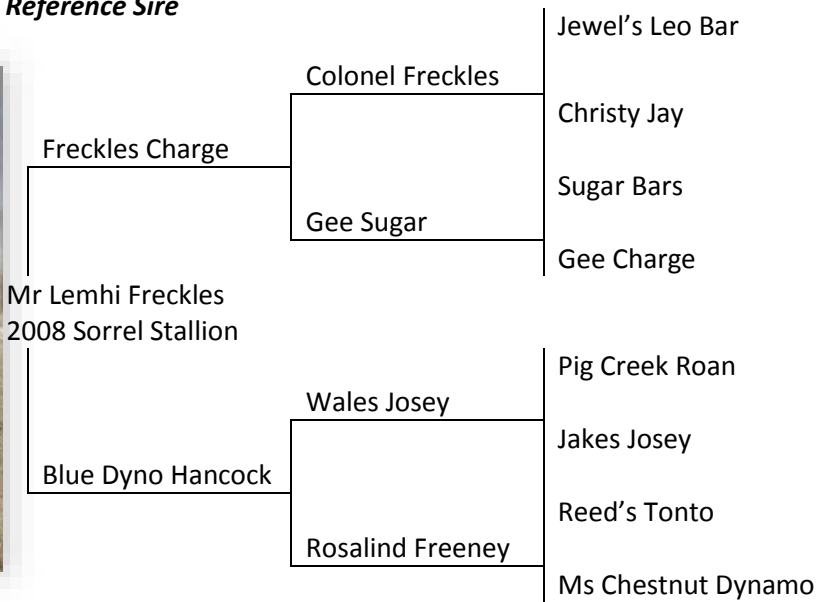 Reference Sire
Jewel's Leo Bar
Colonel Freckles
Christy Jay
Freckles Charge
Sugar Bars
Gee Sugar
Gee Charge
Mr Lemhi Freckles
2008 Sorrel Stallion
Pig Creek Roan
Wales Josey
Jakes Josey
Blue Dyno Hancock
Reed's Tonto
Rosalind Freeney
Ms Chestnut Dynamo